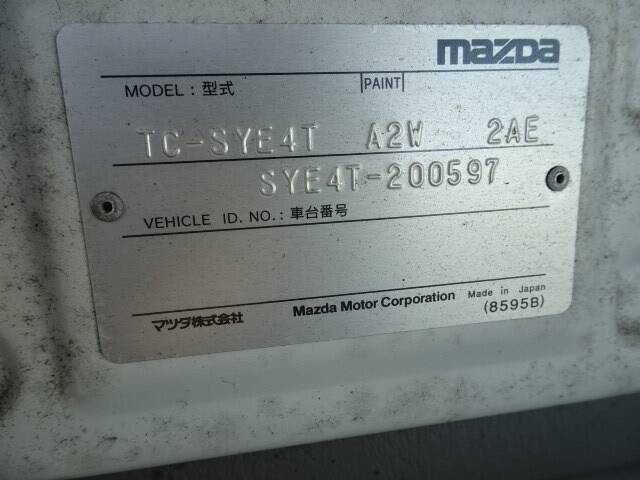 mazda
MODEL : 型式 PAINT
TC-SYE4T A2W 2AE
SYE4T-200597
VEHICLE ID. NO. : 車台番号
マツダ株式会社 Mazda Motor Corporation Made in Japan
(8595B)